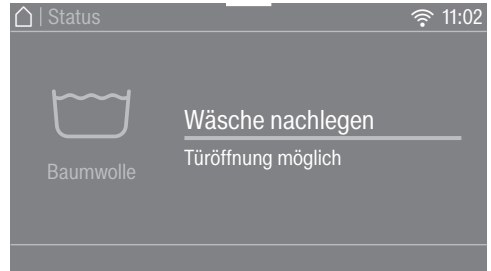 | Status
11:02
Wäsche nachlegen
Türöffnung möglich
Baumwolle